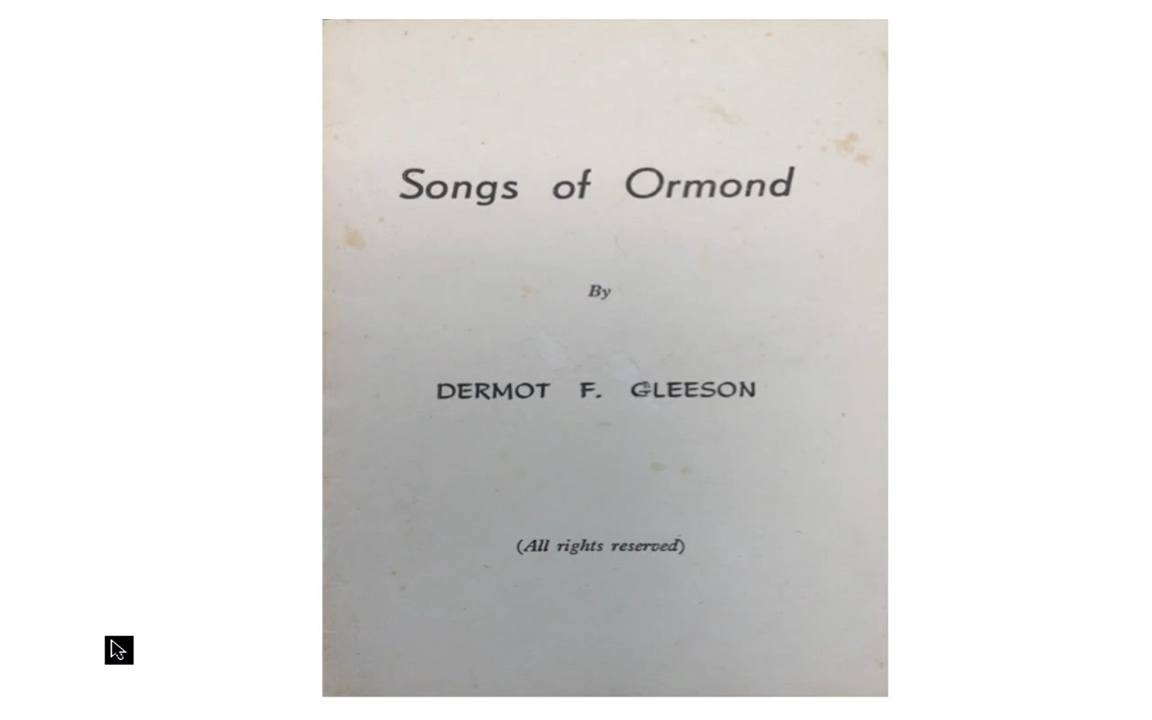 Songs of Ormond
By
DERMOT F. GLEESON
(All rights reserved)